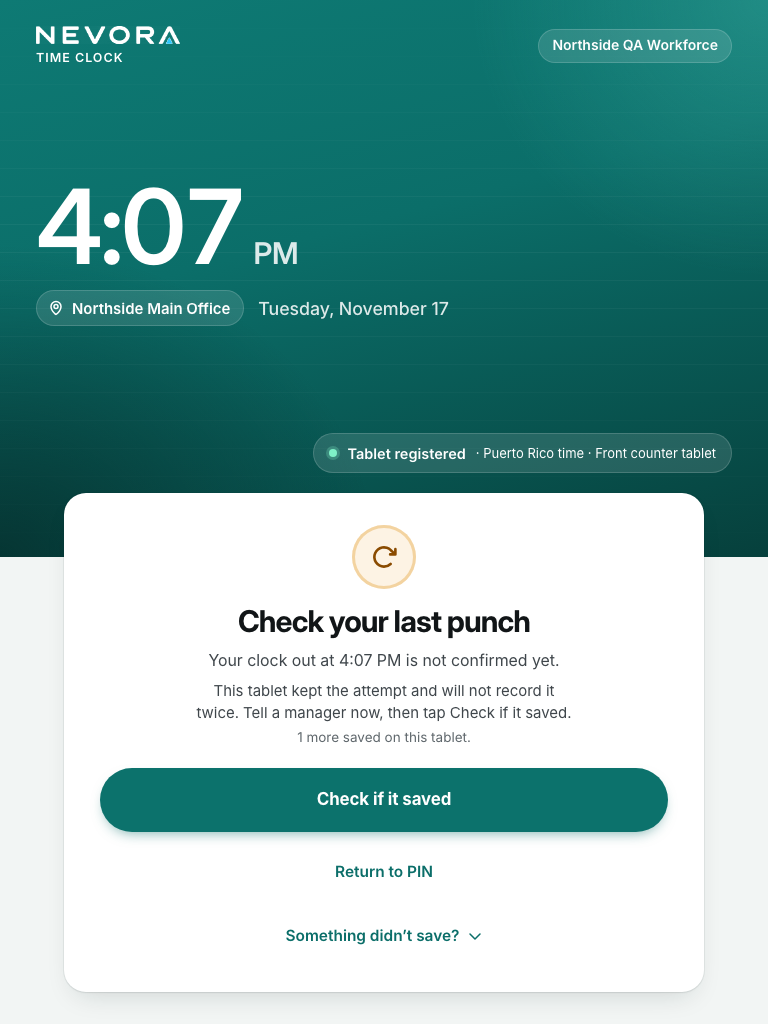 NEVORA
TIME CLOCK
Northside QA Workforce
4:07 PM
Northside Main Office
Tuesday, November 17
Tablet registered · Puerto Rico time · Front counter tablet
Check your last punch
Your clock out at 4:07 PM is not confirmed yet.
This tablet kept the attempt and will not record it
twice. Tell a manager now, then tap Check if it saved.
1 more saved on this tablet.
Check if it saved
Return to PIN
Something didn’t save?